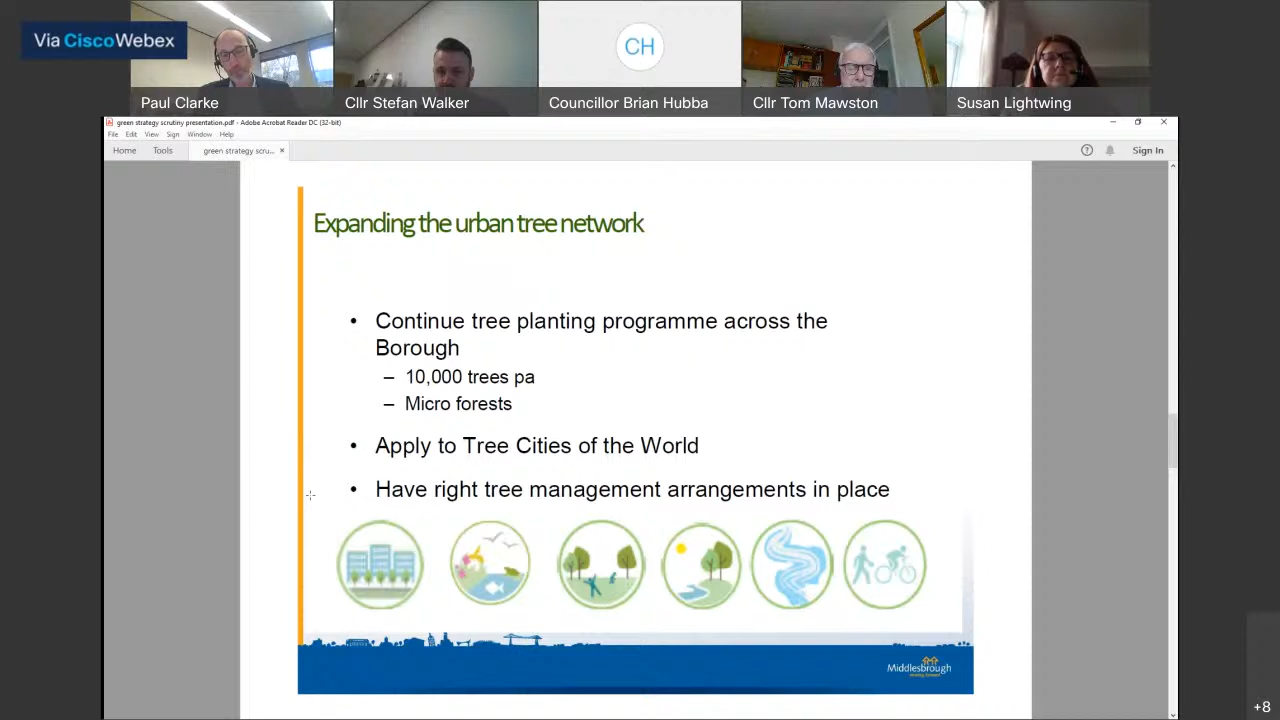 Via Cisco Webex
CH
Paul Clarke
Cllr Stefan Walker
Councillor Brian Hubba
Cllr Tom Mawston
Susan Lightwing
green strategy scrutiny presentation.pdf - Adobe Acrobat Reader DC (32-bit)
File Edit View Sign Window Help
Home Tools green strategy scru... × Sign In
Expanding the urban tree network
• Continue tree planting programme across the
Borough
– 10,000 trees pa
– Micro forests
• Apply to Tree Cities of the World
• Have right tree management arrangements in place
Middlesbrough
+8